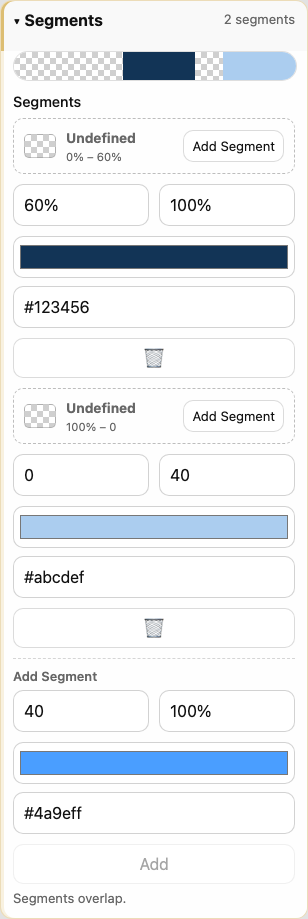 ▾ Segments 2 segments
Segments
Undefined
0% – 60%
Add Segment
60% 100%
#123456
Undefined
100% – 0
Add Segment
0 40
#abcdef
Add Segment
40 100%
#4a9eff
Add
Segments overlap.